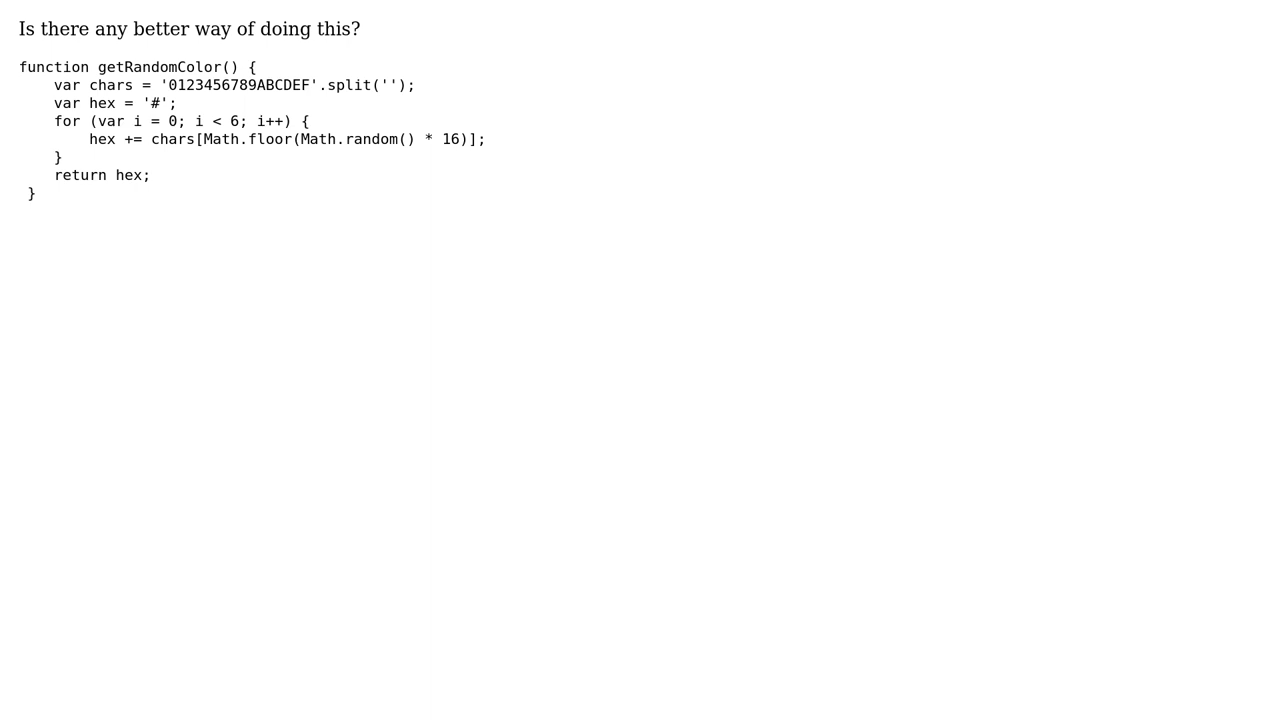 Is there any better way of doing this?
function getRandomColor() {
    var chars = '0123456789ABCDEF'.split('');
    var hex = '#';
    for (var i = 0; i < 6; i++) {
        hex += chars[Math.floor(Math.random() * 16)];
    }
    return hex;
 }